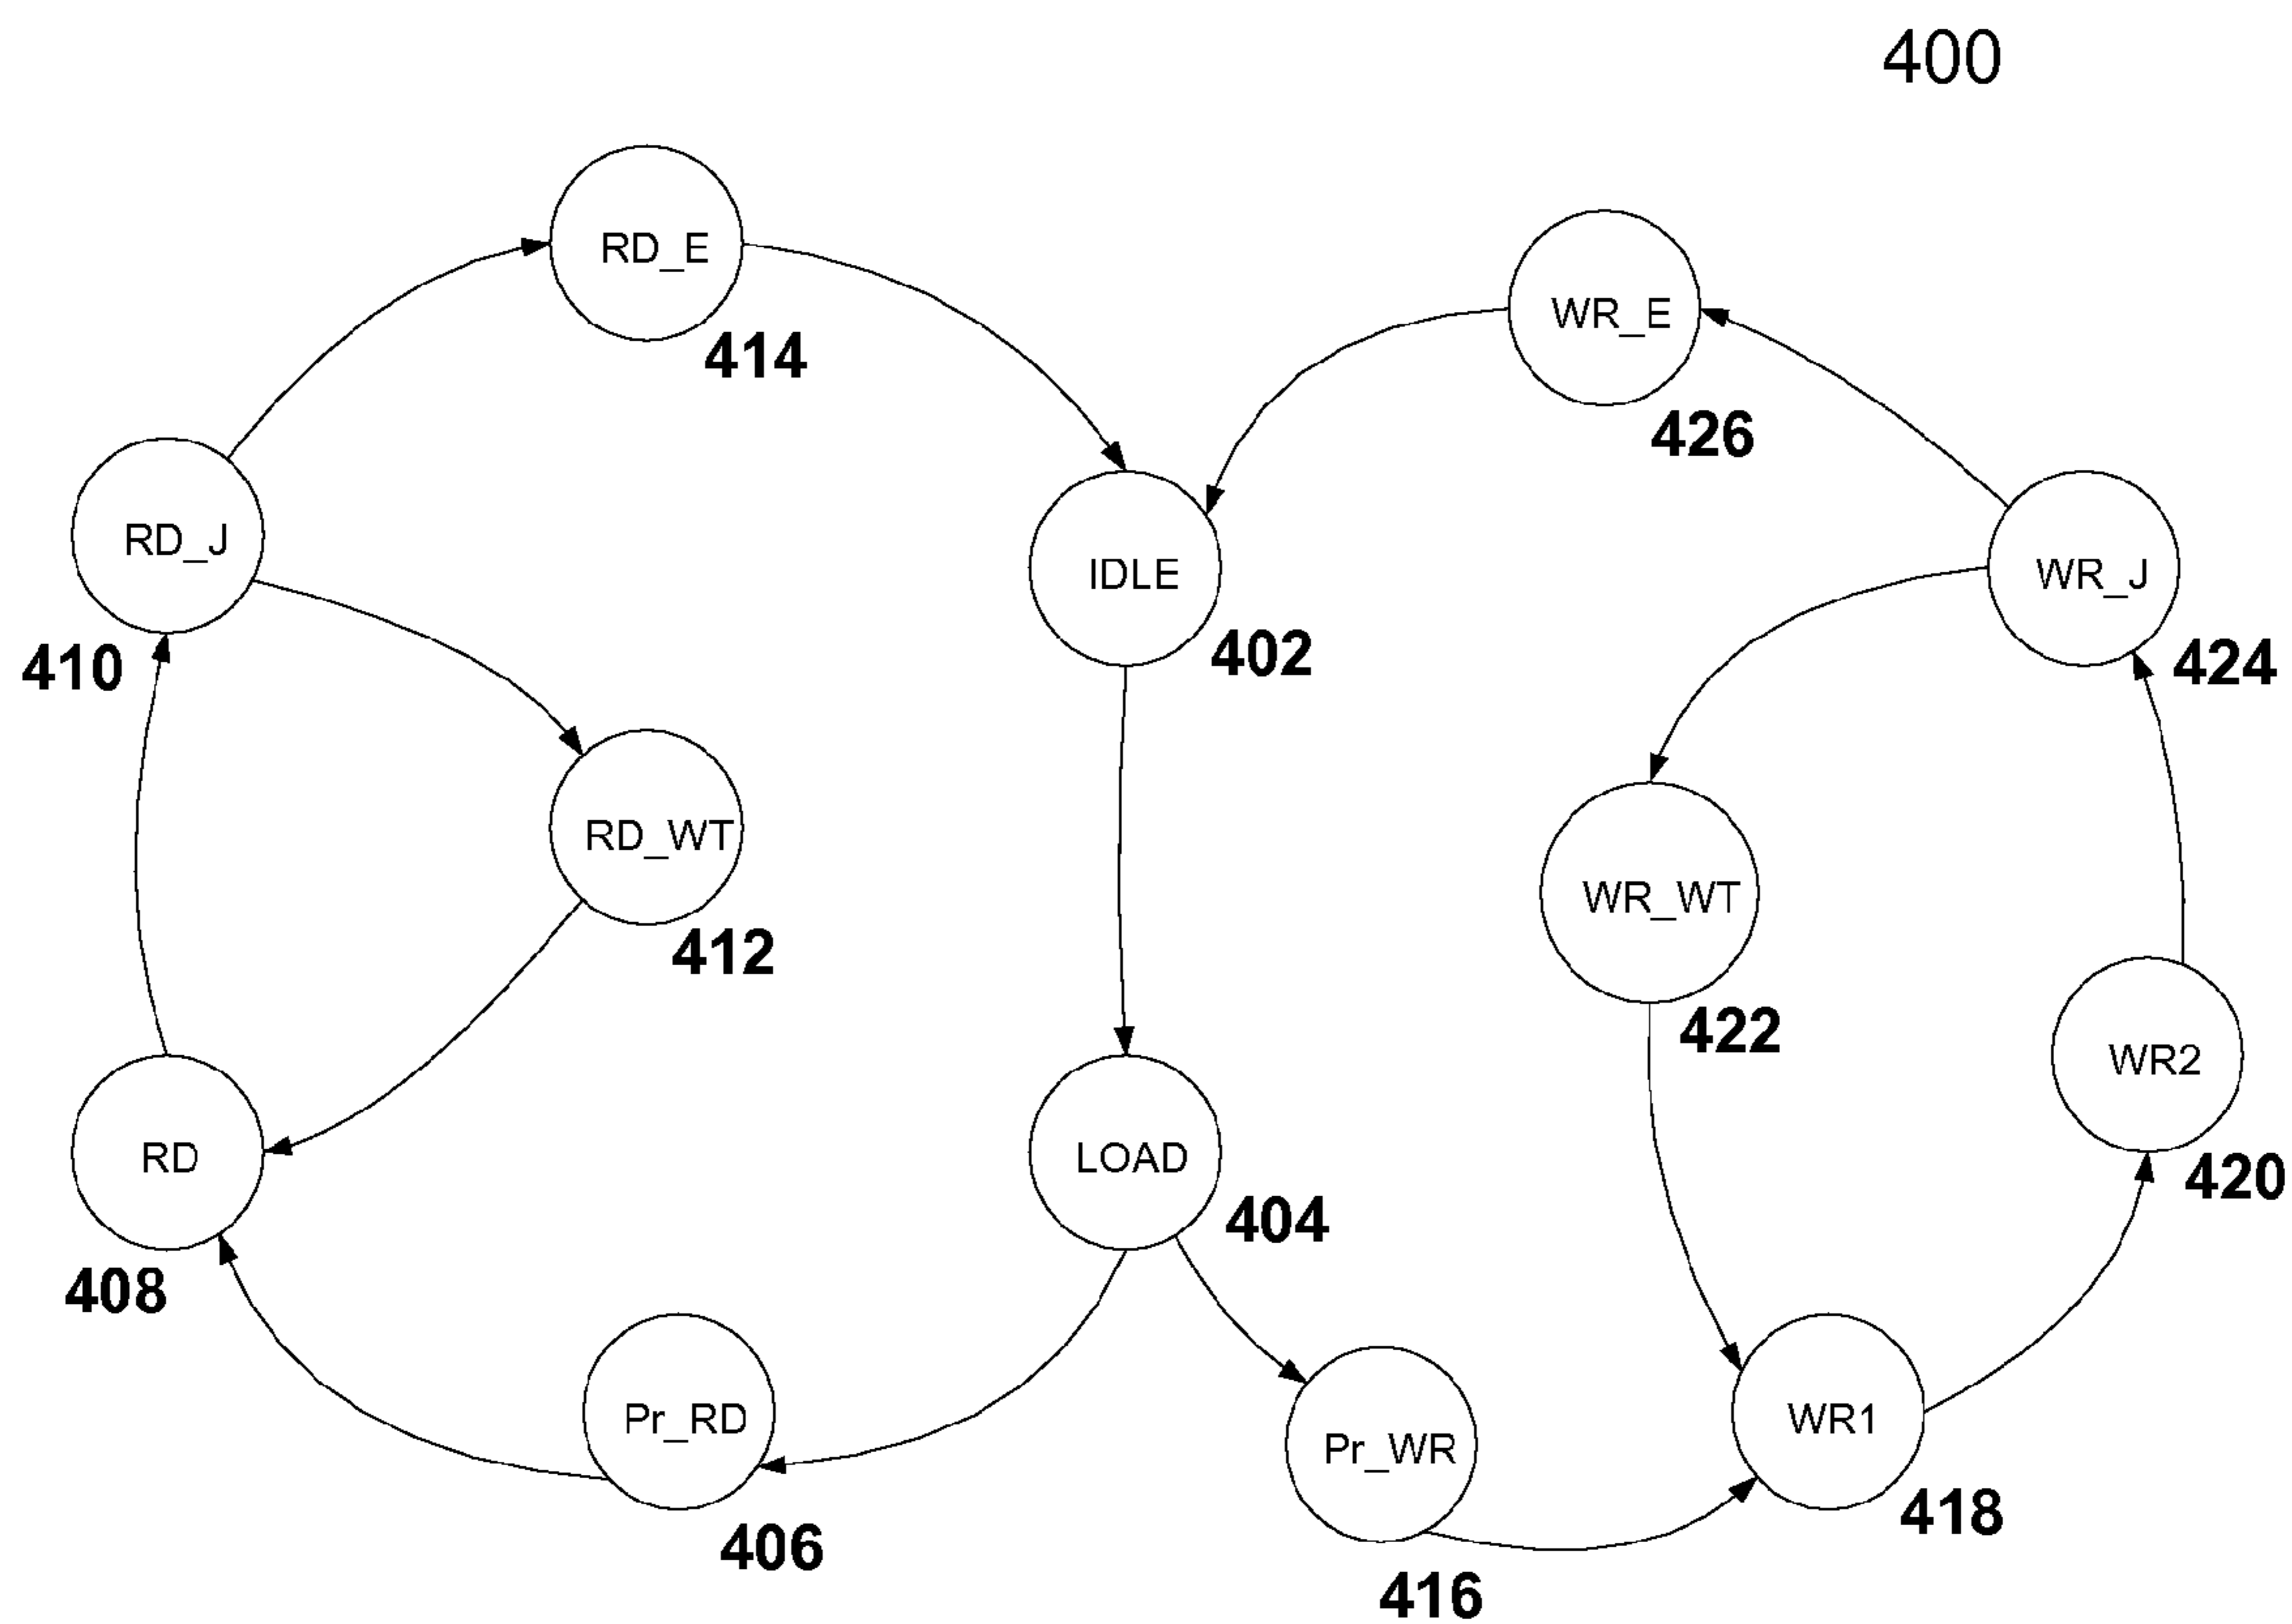 400
RD_E
414
WR_E
426
RD_J
410
IDLE
402
WR_J
424
RD_WT
412
WR_WT
422
WR2
420
RD
408
LOAD
404
Pr_RD
406
Pr_WR
416
WR1
418